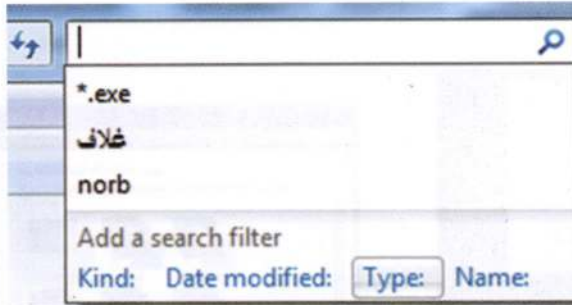 *.exe
غلاف
norb
Add a search filter
Kind: Date modified: Type: Name: